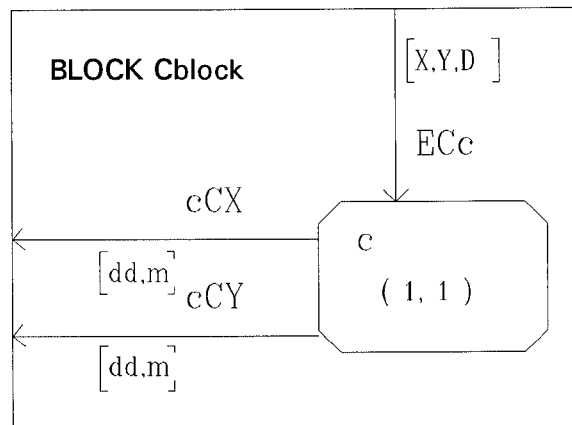 [X,Y,D ]
BLOCK Cblock
ECc
cCX
c
[dd,m]
cCY
( 1, 1 )
[dd,m]